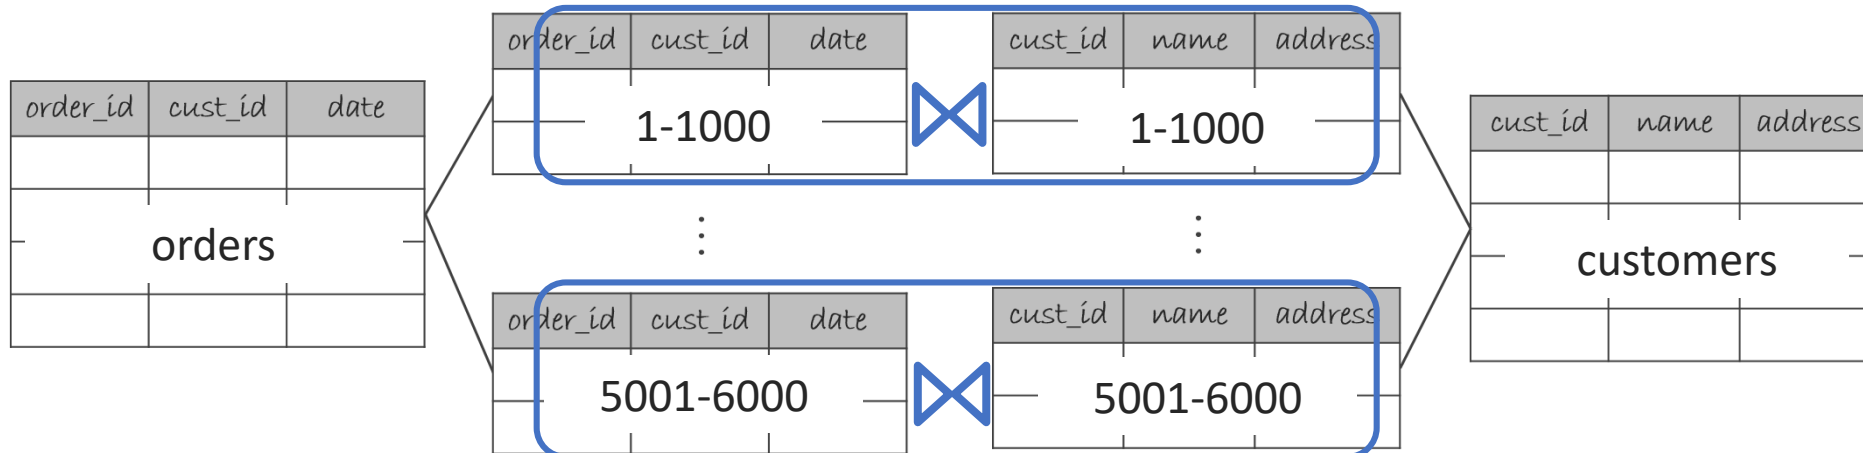 order_id cust_id date
orders
order_id cust_id date
1-1000
cust_id name address
1-1000
order_id cust_id date
5001-6000
cust_id name address
5001-6000
cust_id name address
customers